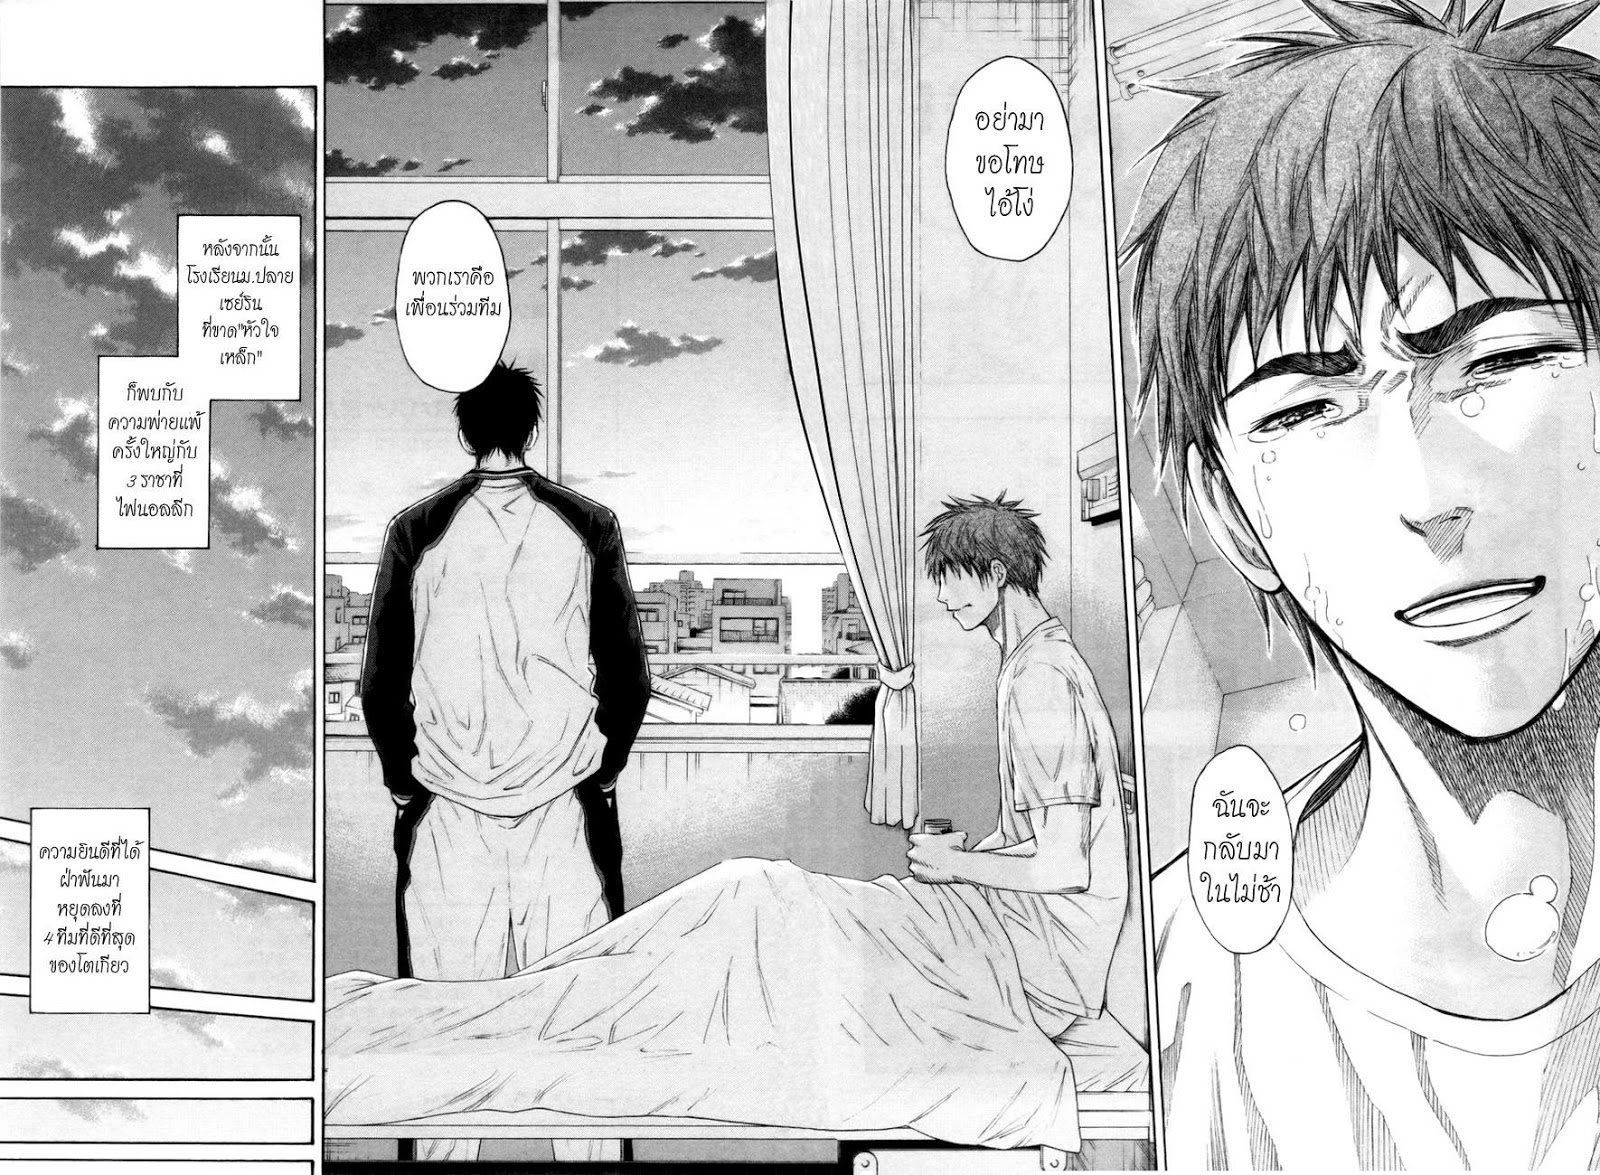 ฉันจะ
กลับมา
ในไม่ช้า
อย่ามา
ขอโทษ
ไอ้โง่
พวกเราคือ
เพื่อนร่วมทีม
หลังจากนั้น
โรงเรียนม.ปลาย
เซย์ริน
ที่ขาด"หัวใจ
เหล็ก"
ก็พบกับ
ความพ่ายแพ้
ครั้งใหญ่กับ
3 ราชาที่
ไฟนอลลีก
ความยินดีที่ได้
ฝ่าฟันมา
หยุดลงที่
4 ทีมที่ดีที่สุด
ของโตเกียว